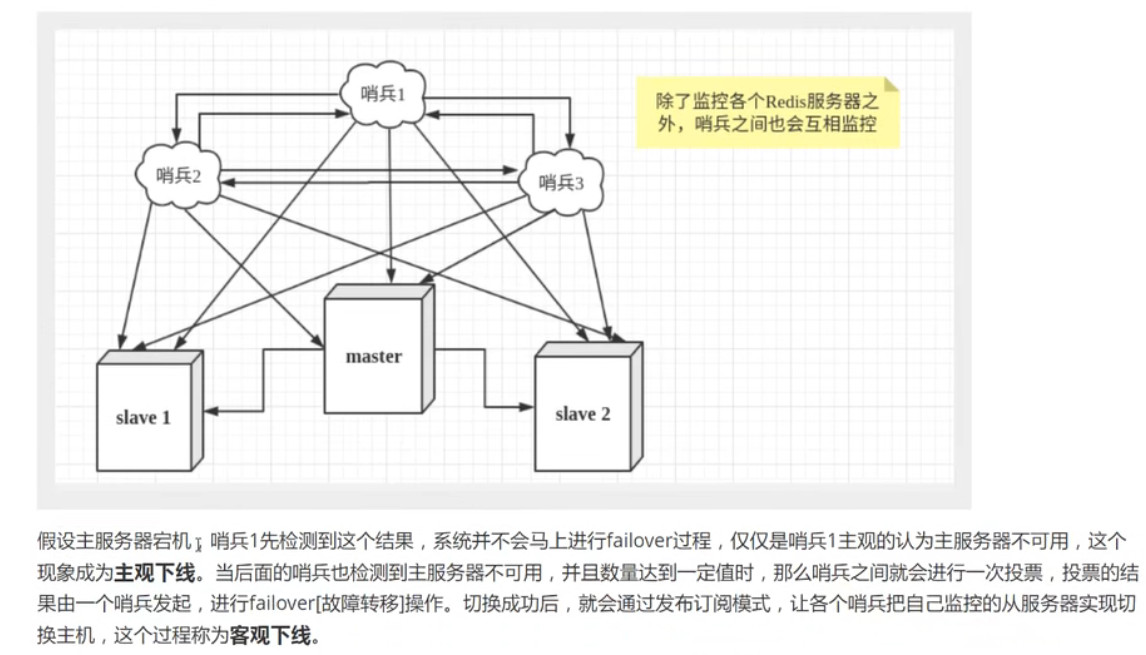 哨兵1
除了监控各个Redis服务器之
外，哨兵之间也会互相监控
哨兵2
哨兵3
master
slave 1
slave 2
假设主服务器宕机，哨兵1先检测到这个结果，系统并不会马上进行failover过程，仅仅是哨兵1主观的认为主服务器不可用，这个
现象成为主观下线。当后面的哨兵也检测到主服务器不可用，并且数量达到一定值时，那么哨兵之间就会进行一次投票，投票的结
果由一个哨兵发起，进行failover[故障转移]操作。切换成功后，就会通过发布订阅模式，让各个哨兵把自己监控的从服务器实现切
换主机，这个过程称为客观下线。